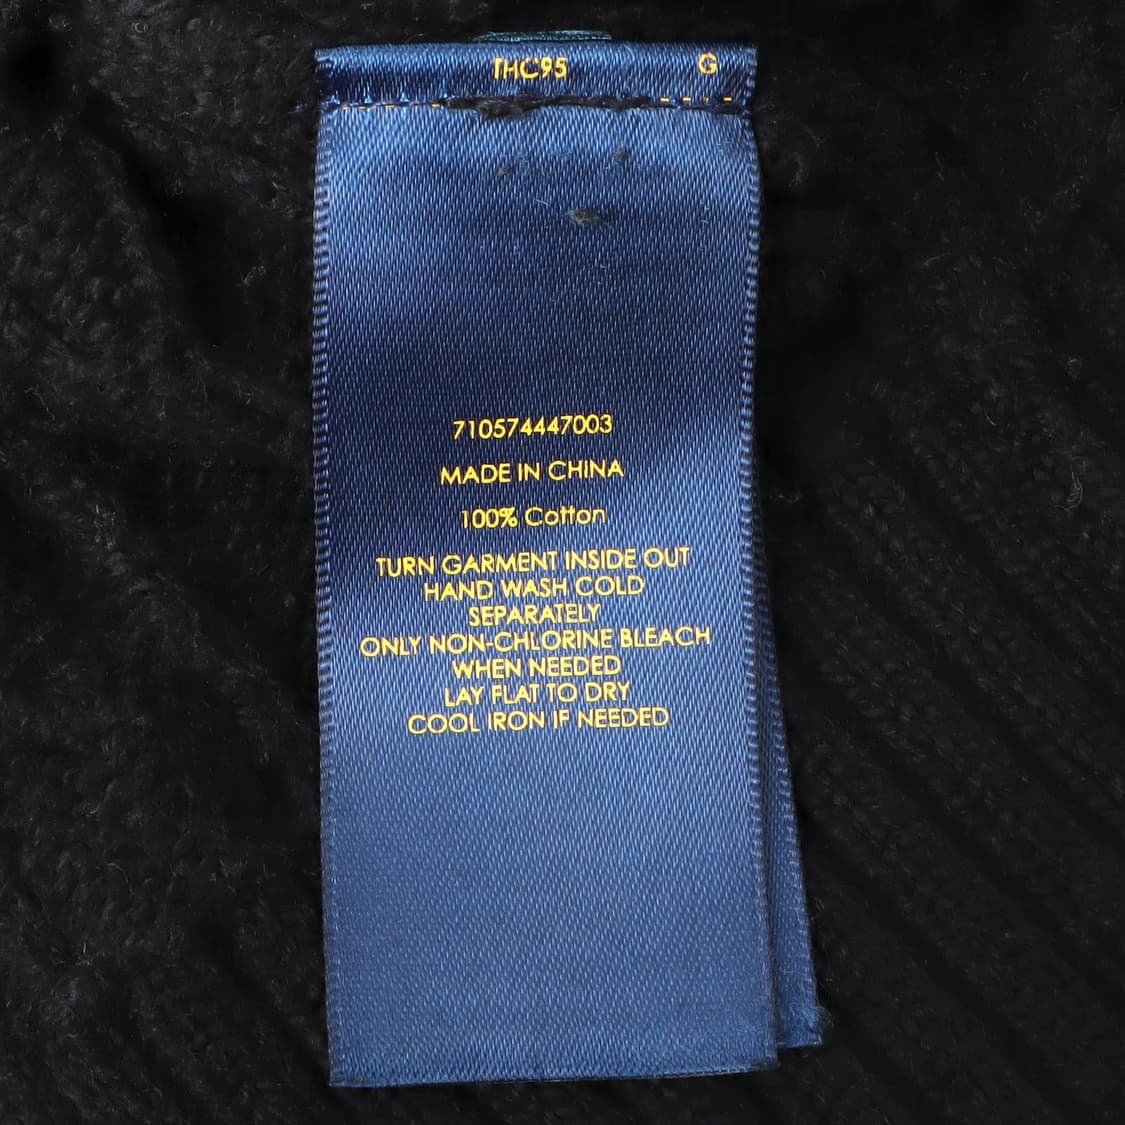 THC95 G
710574447003
MADE IN CHINA
100% Cotton
TURN GARMENT INSIDE OUT
HAND WASH COLD
SEPARATELY
ONLY NON-CHLORINE BLEACH
WHEN NEEDED
LAY FLAT TO DRY
COOL IRON IF NEEDED